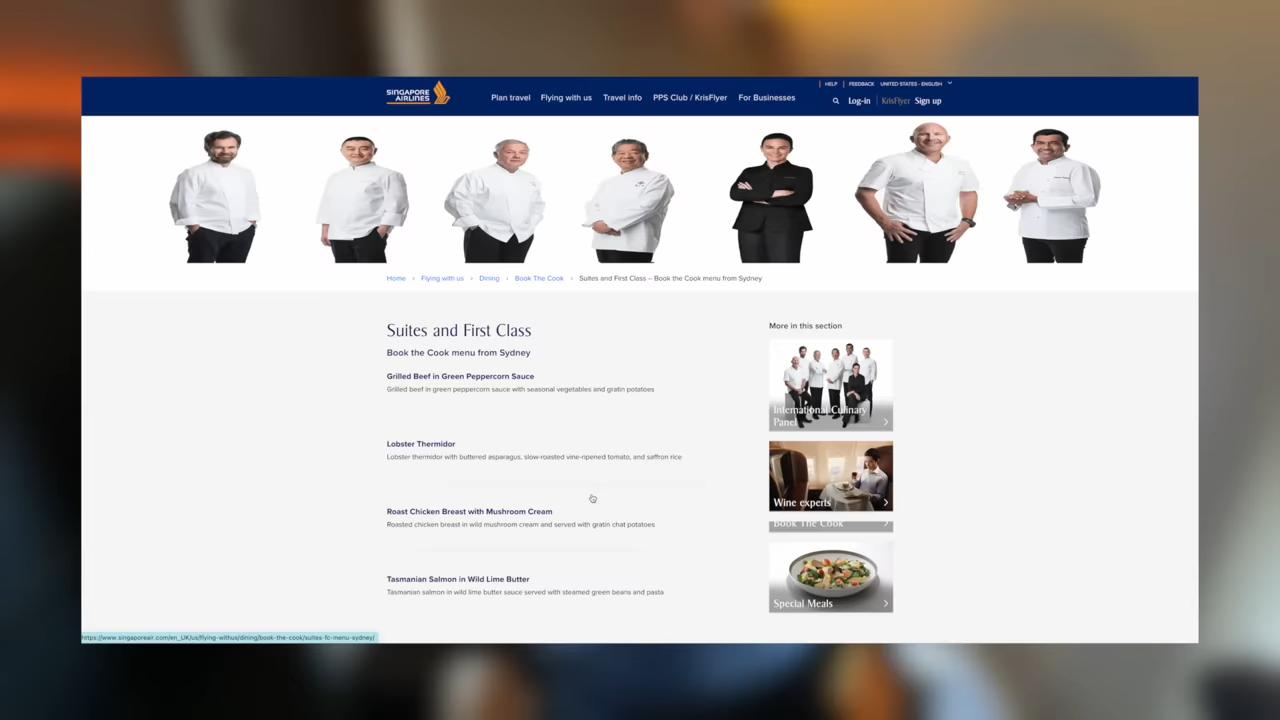 HELP
FEEDBACK
UNITED STATES - ENGLISH
SINGAPORE
AIRLINES
Plan travel
Flying with us
Travel info
PPS Club / KrisFlyer
For Businesses
Log-in
KrisFlyer
Sign up
Home › Flying with us › Dining › Book The Cook › Suites and First Class – Book the Cook menu from Sydney
Suites and First Class
Book the Cook menu from Sydney
Grilled Beef in Green Peppercorn Sauce
Grilled beef in green peppercorn sauce with seasonal vegetables and gratin potatoes
Lobster Thermidor
Lobster thermidor with buttered asparagus, slow-roasted vine-ripened tomato, and saffron rice
Roast Chicken Breast with Mushroom Cream
Roasted chicken breast in wild mushroom cream and served with gratin chat potatoes
Tasmanian Salmon in Wild Lime Butter
Tasmanian salmon in wild lime butter sauce served with steamed green beans and pasta
More in this section
International Culinary
Panel
Wine experts
Book The Cook
Special Meals
https://www.singaporeair.com/en_UK/us/flying-withus/dining/book-the-cook/suites-fc-menu-sydney/